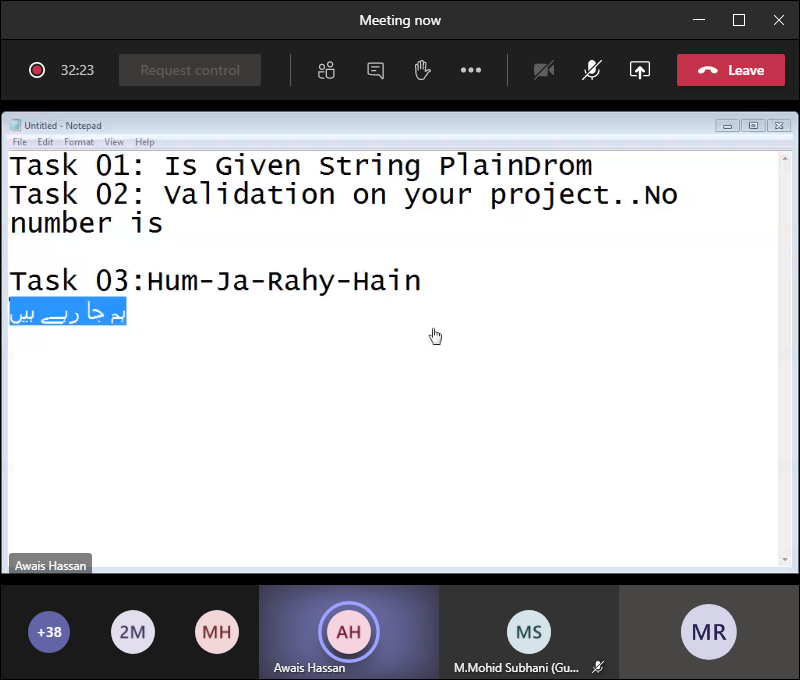 Meeting now
32:23
Request control
Leave
Untitled - Notepad
File Edit Format View Help
Task 01: Is Given String PlainDrom
Task 02: Validation on your project..No
number is
Task 03:Hum-Ja-Rahy-Hain
ہم جا رہے ہیں
Awais Hassan
+38
2M
MH
AH
Awais Hassan
MS
M.Mohid Subhani (Gu...
MR